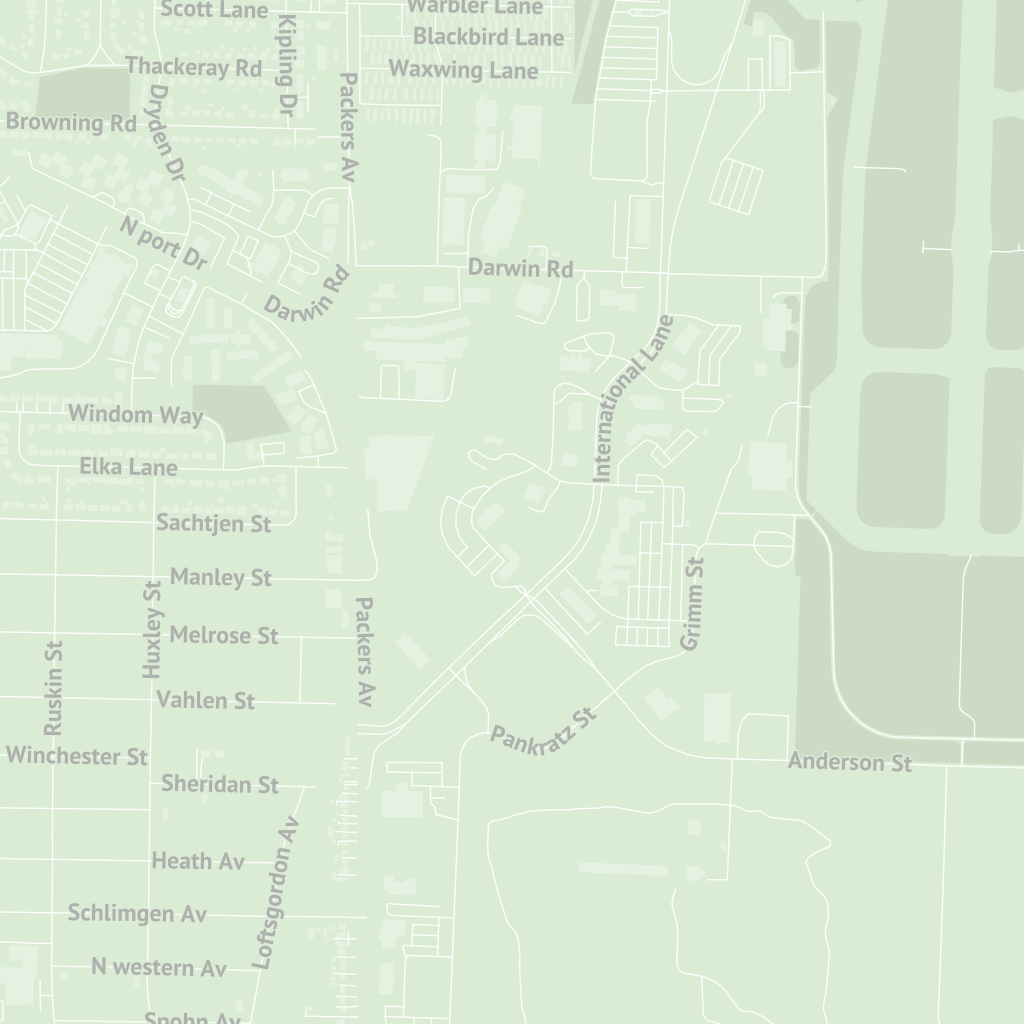 Scott Lane
Kipling Dr
Warbler Lane
Blackbird Lane
Waxwing Lane
Thackeray Rd
Packers Av
Dryden Dr
Browning Rd
N port Dr
Darwin Rd
Darwin Rd
International Lane
Windom Way
Elka Lane
Sachtjen St
Manley St
Huxley St
Packers Av
Melrose St
Grimm St
Ruskin St
Vahlen St
Pankratz St
Winchester St
Anderson St
Sheridan St
Loftsgordon Av
Heath Av
Schlimgen Av
N western Av
Spohn Av